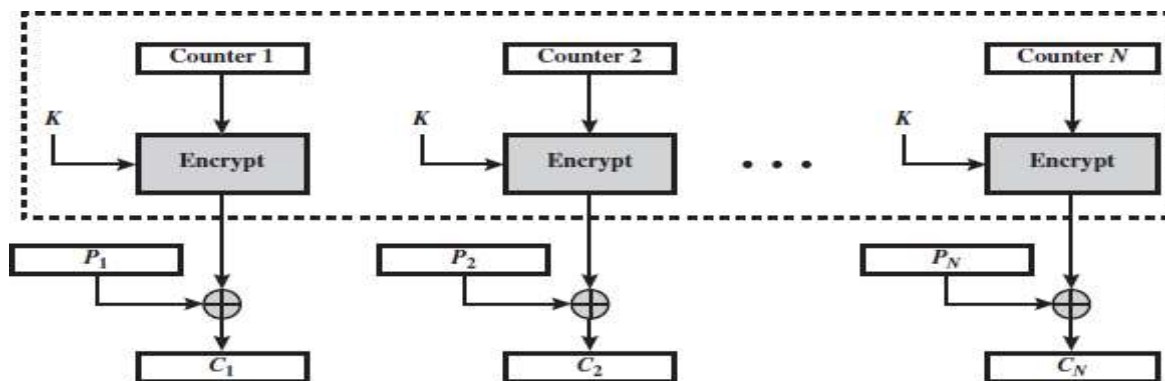 Counter 1 Counter 2 Counter N
K K K
Encrypt Encrypt • • • Encrypt
P1 P2 PN
C1 C2 CN